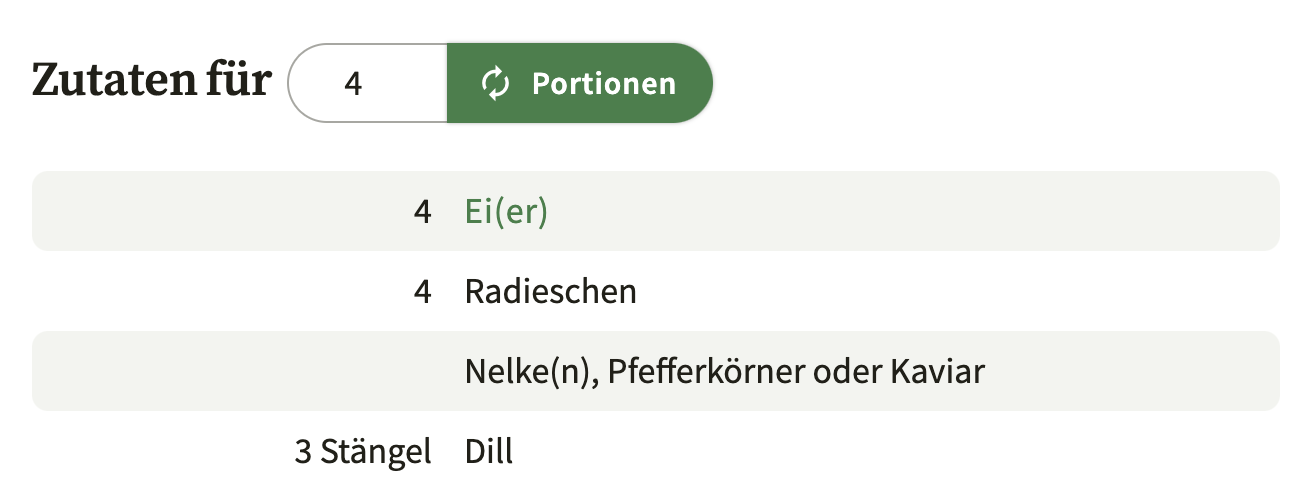 Zutaten für 4 Portionen
4 Ei(er)
4 Radieschen
Nelke(n), Pfefferkörner oder Kaviar
3 Stängel Dill